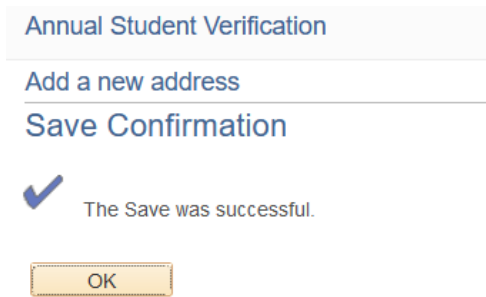 Annual Student Verification
Add a new address
Save Confirmation
The Save was successful.
OK